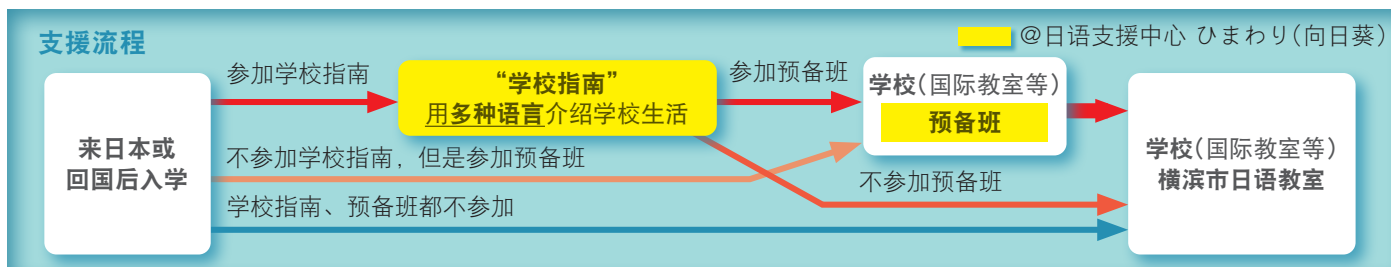 支援流程
@日语支援中心 ひまわり(向日葵)
来日本或
回国后入学
参加学校指南
“学校指南”
用多种语言介绍学校生活
参加预备班
学校(国际教室等)
预备班
不参加学校指南，但是参加预备班
不参加预备班
学校指南、预备班都不参加
学校(国际教室等)
横滨市日语教室